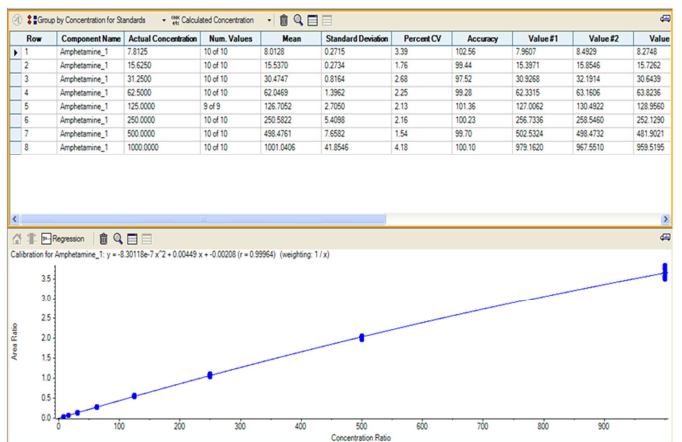 Group by Concentration for Standards Calculated Concentration
Row Component Name Actual Concentration Num. Values Mean Standard Deviation Percent CV Accuracy Value #1 Value #2 Value
1 Amphetamine_1 7.8125 10 of 10 8.0128 0.2715 3.39 102.56 7.9607 8.4929 8.2748
2 Amphetamine_1 15.6250 10 of 10 15.5370 0.2734 1.76 99.44 15.3971 15.8546 15.7262
3 Amphetamine_1 31.2500 10 of 10 30.4747 0.8164 2.68 97.52 30.9268 32.1914 30.6439
4 Amphetamine_1 62.5000 10 of 10 62.0469 1.3962 2.25 99.28 62.3315 63.1606 63.8236
5 Amphetamine_1 125.0000 9 of 9 126.7052 2.7050 2.13 101.36 127.0062 130.4922 128.9560
6 Amphetamine_1 250.0000 10 of 10 250.5822 5.4098 2.16 100.23 256.7336 258.5460 252.1290
7 Amphetamine_1 500.0000 10 of 10 498.4761 7.6582 1.54 99.70 502.5324 498.4732 481.9021
8 Amphetamine_1 1000.0000 10 of 10 1001.0406 41.8546 4.18 100.10 979.1620 967.5510 959.5195
Regression
Calibration for Amphetamine_1: y = -8.30118e-7 x^2 + 0.00449 x + -0.00208 (r = 0.99964) (weighting: 1 / x)
3.5
3.0
2.5
2.0
1.5
1.0
0.5
0.0
Area Ratio
0 100 200 300 400 500 600 700 800 900
Concentration Ratio